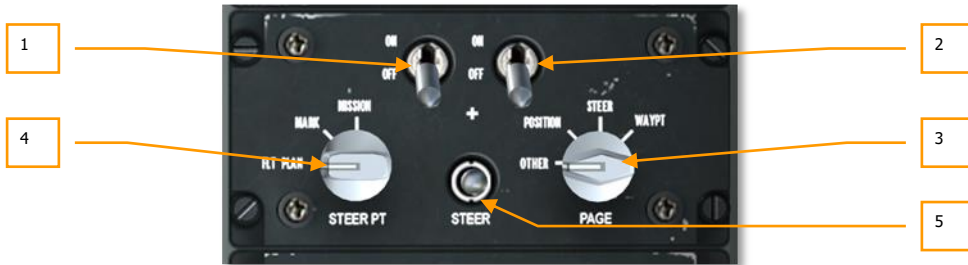 1
ON
ON
2
OFF
OFF
4
MISSION
MARK
FLT PLAN
STEER PT
+
STEER
STEER
POSITION
WAYPT
OTHER
PAGE
3
5